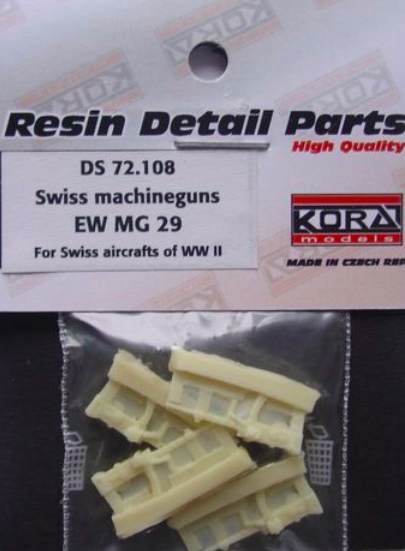 Resin Detail Parts
High Quality
DS 72.108
Swiss machineguns
EW MG 29
For Swiss aircrafts of WW II
KORA
models
MADE IN CZECH REP